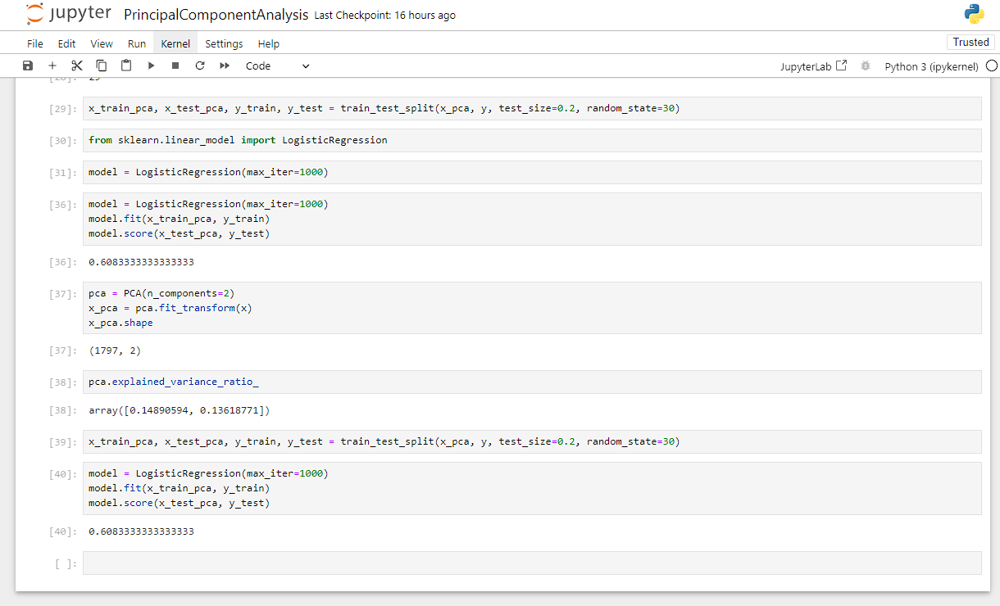 jupyter PrincipalComponentAnalysis Last Checkpoint: 16 hours ago
File Edit View Run Kernel Settings Help Trusted
Code JupyterLab Python 3 (ipykernel)
[29]: x_train_pca, x_test_pca, y_train, y_test = train_test_split(x_pca, y, test_size=0.2, random_state=30)
[30]: from sklearn.linear_model import LogisticRegression
[31]: model = LogisticRegression(max_iter=1000)
[36]: model = LogisticRegression(max_iter=1000)
model.fit(x_train_pca, y_train)
model.score(x_test_pca, y_test)
[36]: 0.6083333333333333
[37]: pca = PCA(n_components=2)
x_pca = pca.fit_transform(x)
x_pca.shape
[37]: (1797, 2)
[38]: pca.explained_variance_ratio_
[38]: array([0.14890594, 0.13618771])
[39]: x_train_pca, x_test_pca, y_train, y_test = train_test_split(x_pca, y, test_size=0.2, random_state=30)
[40]: model = LogisticRegression(max_iter=1000)
model.fit(x_train_pca, y_train)
model.score(x_test_pca, y_test)
[40]: 0.6083333333333333
[ ]: